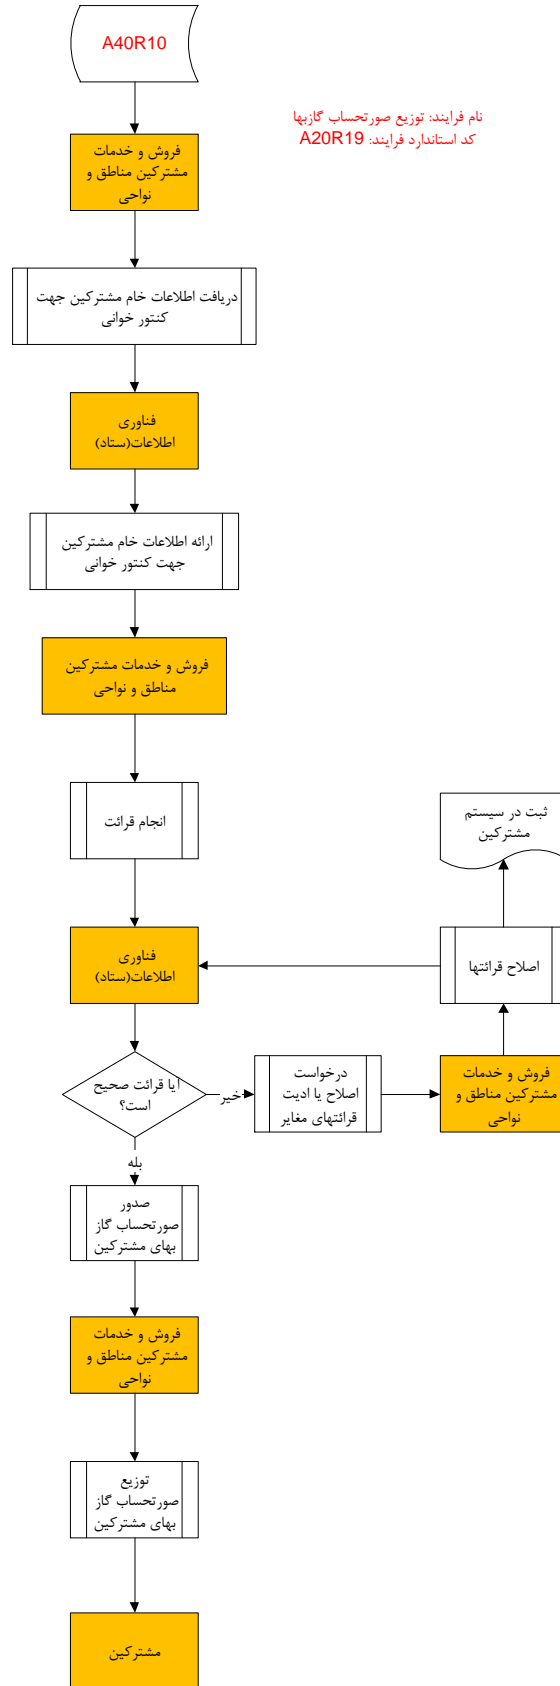 A40R10
نام فرایند: توزیع صورتحساب گازبها
کد استاندارد فرایند: A20R19
فروش و خدمات
مشترکین مناطق و
نواحی
دریافت اطلاعات خام مشترکین جهت
کنتور خوانی
فناوری
اطلاعات(ستاد)
ارائه اطلاعات خام مشترکین
جهت کنتور خوانی
فروش و خدمات مشترکین
مناطق و نواحی
انجام قرائت
ثبت در سیستم
مشترکین
فناوری
اطلاعات(ستاد)
اصلاح قرائتها
آیا قرائت صحیح
است؟
خیر
درخواست
اصلاح یا ادیت
قرائتهای مغایر
فروش و خدمات
مشترکین مناطق و
نواحی
بله
صدور
صورتحساب گاز
بهای مشترکین
فروش و خدمات
مشترکین مناطق و
نواحی
توزیع
صورتحساب گاز
بهای مشترکین
مشترکین